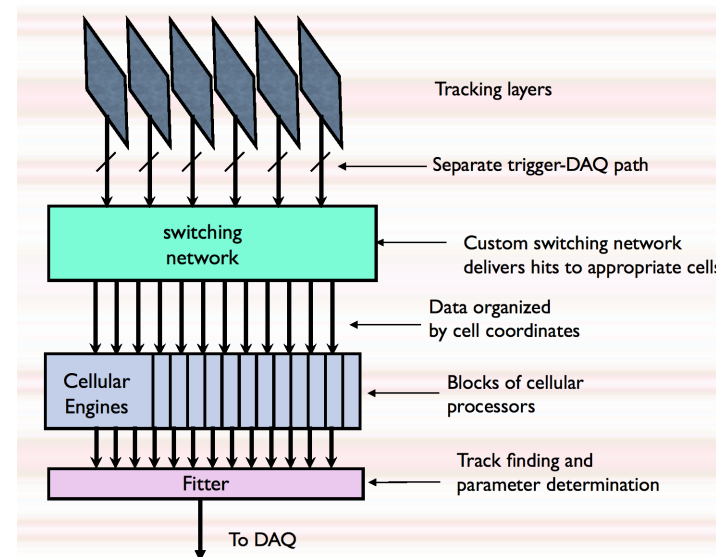 Tracking layers
Separate trigger-DAQ path
switching
network
Custom switching network
delivers hits to appropriate cells
Data organized
by cell coordinates
Cellular
Engines
Blocks of cellular
processors
Track finding and
parameter determination
Fitter
To DAQ